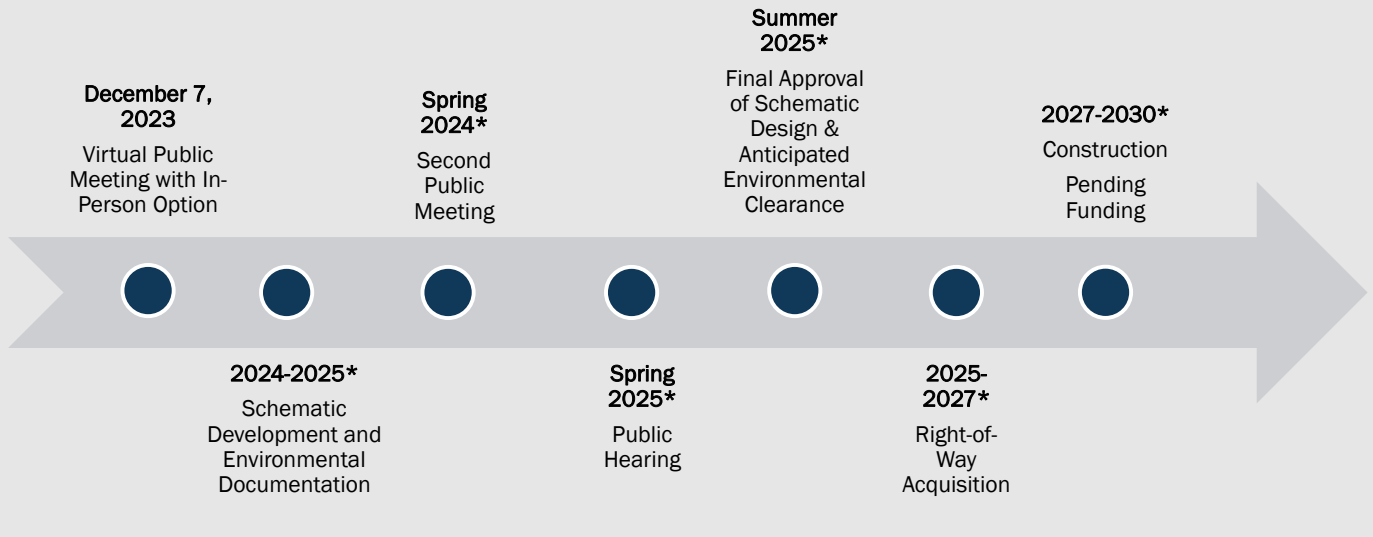 December 7,
2023
Virtual Public
Meeting with In-
Person Option
2024-2025*
Schematic
Development and
Environmental
Documentation
Spring
2024*
Second
Public
Meeting
Spring
2025*
Public
Hearing
Summer
2025*
Final Approval
of Schematic
Design &
Anticipated
Environmental
Clearance
2025-
2027*
Right-of-
Way
Acquisition
2027-2030*
Construction
Pending
Funding